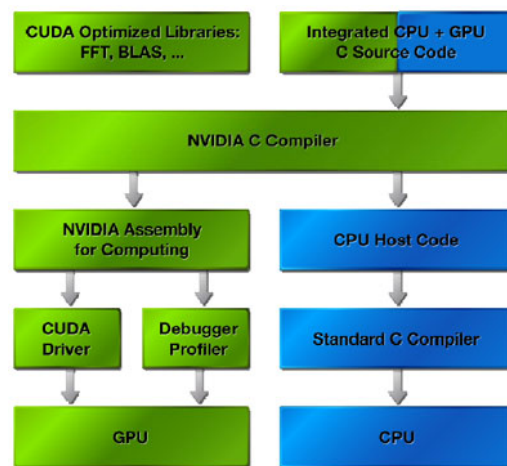 CUDA Optimized Libraries:
FFT, BLAS, ...
Integrated CPU + GPU
C Source Code
NVIDIA C Compiler
NVIDIA Assembly
for Computing
CPU Host Code
CUDA
Driver
Debugger
Profiler
Standard C Compiler
GPU
CPU